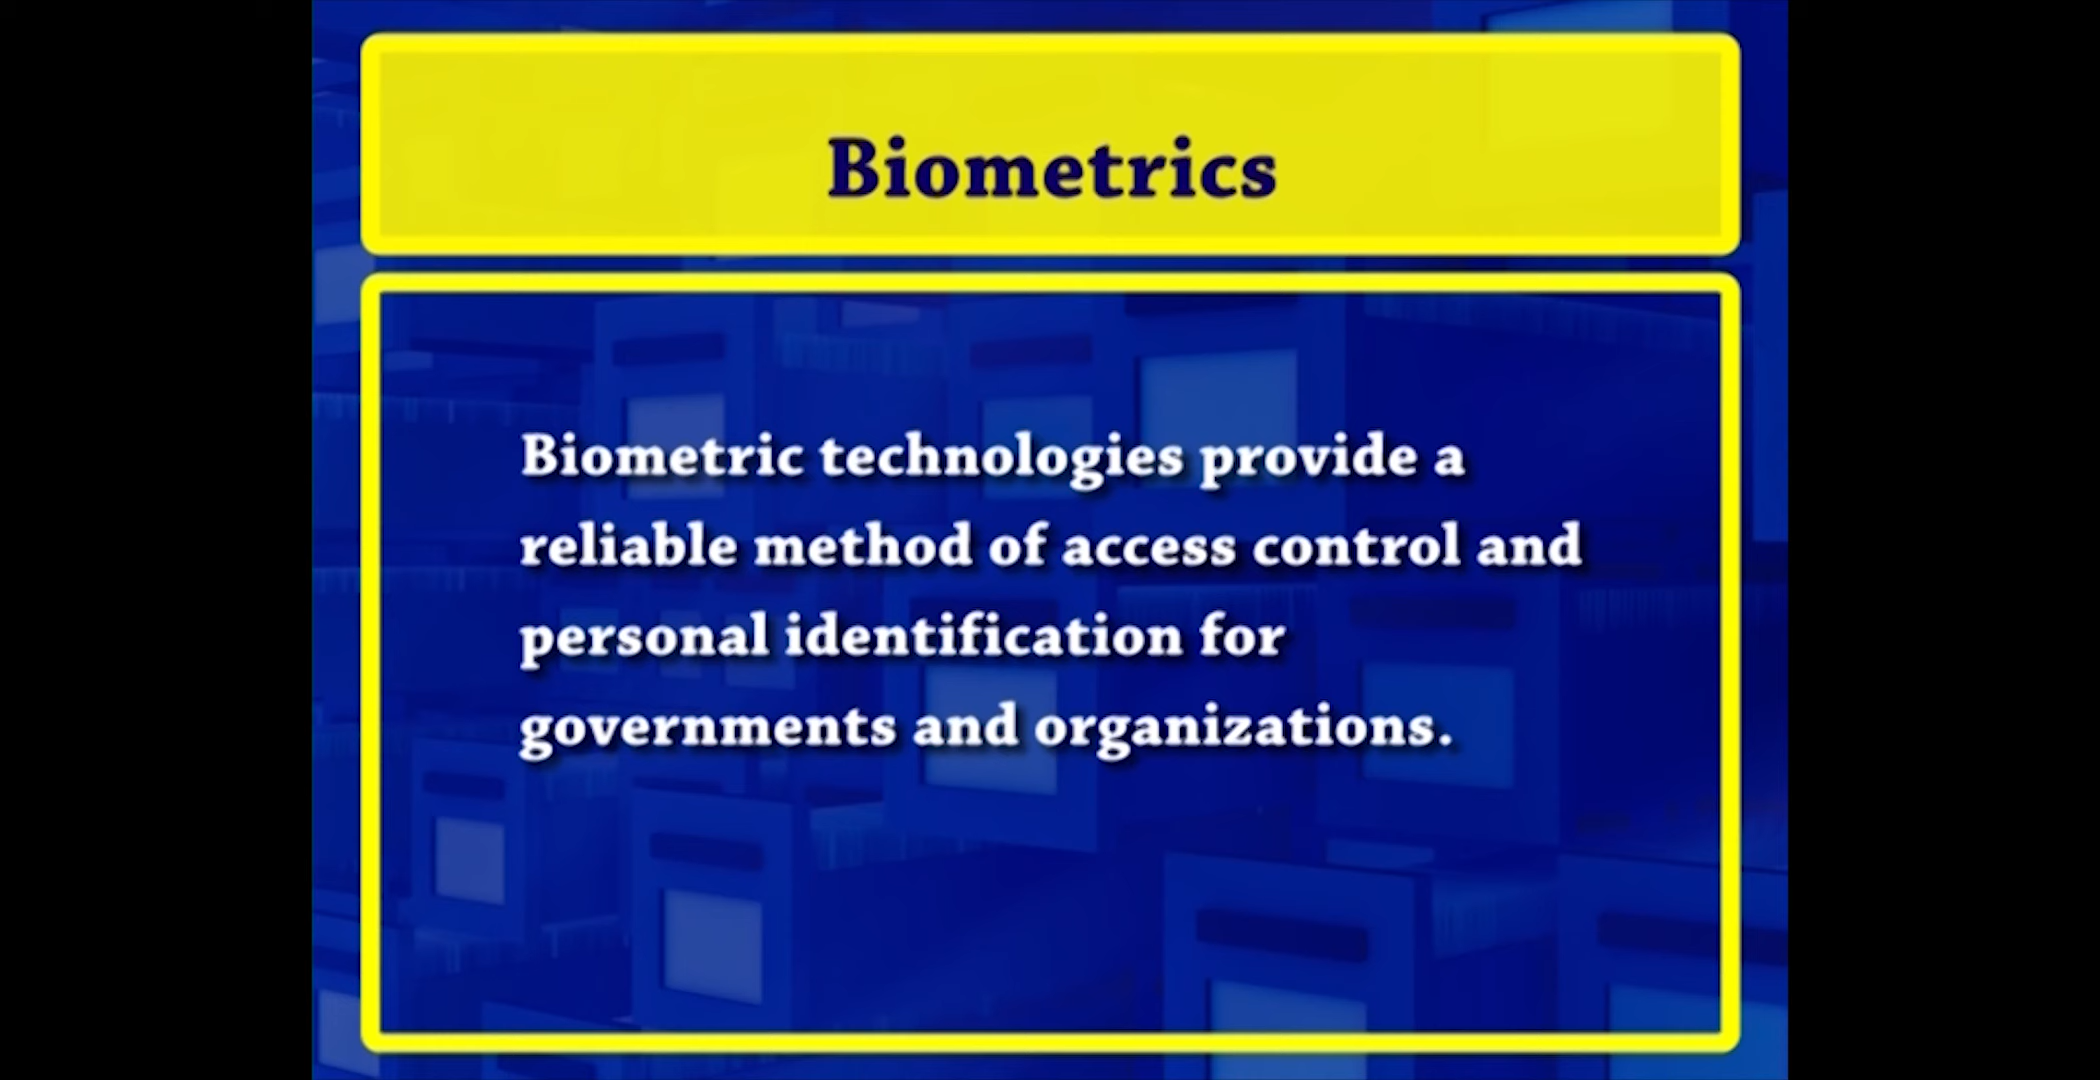 Biometrics
Biometric technologies provide a
reliable method of access control and
personal identification for
governments and organizations.